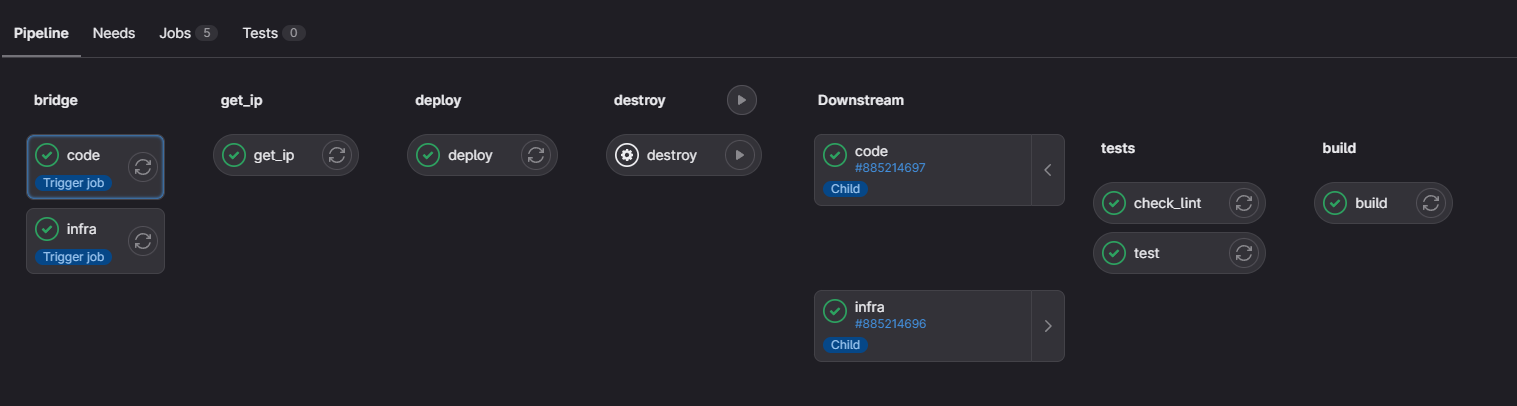 Pipeline Needs Jobs 5 Tests 0
bridge get_ip deploy destroy Downstream
code
Trigger job
infra
Trigger job
get_ip
deploy
destroy
code
#885214697
Child
infra
#885214696
Child
tests
check_lint
test
build
build